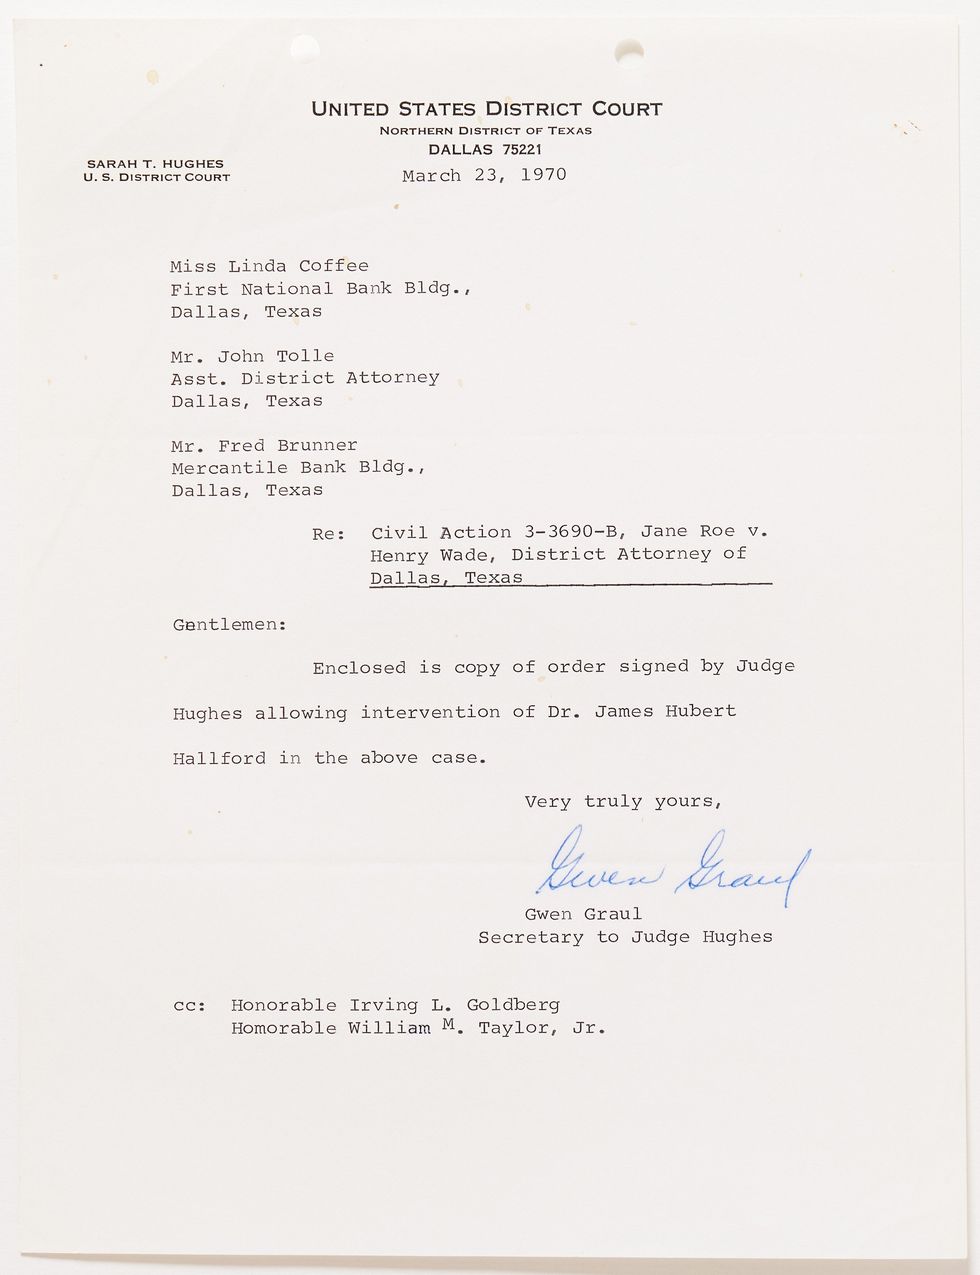 UNITED STATES DISTRICT COURT
NORTHERN DISTRICT OF TEXAS
DALLAS 75221
SARAH T. HUGHES
U. S. DISTRICT COURT
March 23, 1970
Miss Linda Coffee
First National Bank Bldg.,
Dallas, Texas
Mr. John Tolle
Asst. District Attorney
Dallas, Texas
Mr. Fred Brunner
Mercantile Bank Bldg.,
Dallas, Texas
Re: Civil Action 3-3690-B, Jane Roe v.
Henry Wade, District Attorney of
Dallas, Texas
Gentlemen:
Enclosed is copy of order signed by Judge
Hughes allowing intervention of Dr. James Hubert
Hallford in the above case.
Very truly yours,
Gwen Graul
Gwen Graul
Secretary to Judge Hughes
cc: Honorable Irving L. Goldberg
Homorable William M. Taylor, Jr.